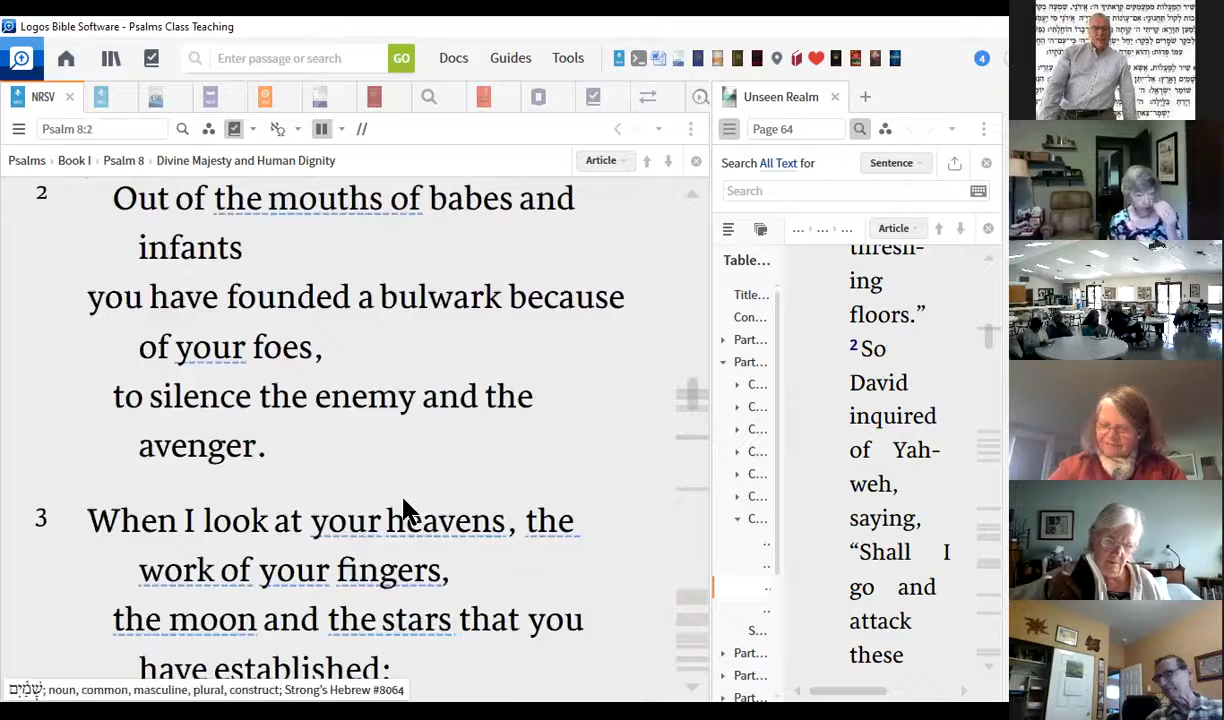 Logos Bible Software - Psalms Class Teaching
Enter passage or search
GO
Docs
Guides
Tools
4
NRSV
Unseen Realm
Psalm 8:2
Page 64
Psalms › Book I › Psalm 8 › Divine Majesty and Human Dignity
Article
Search All Text for
Sentence
Search
... › ... › ...
Article
2 Out of the mouths of babes and
infants
you have founded a bulwark because
of your foes,
to silence the enemy and the
avenger.
3 When I look at your heavens, the
work of your fingers,
the moon and the stars that you
have established;
; noun, common, masculine, plural, construct; Strong's Hebrew #8064
Table...
Title...
Con...
Part...
Part...
C...
C...
C...
C...
C...
C...
C...
S...
Part...
Part...
Part...
thresh-
ing
floors.”
2 So
David
inquired
of Yah-
weh,
saying,
“Shall I
go and
attack
these